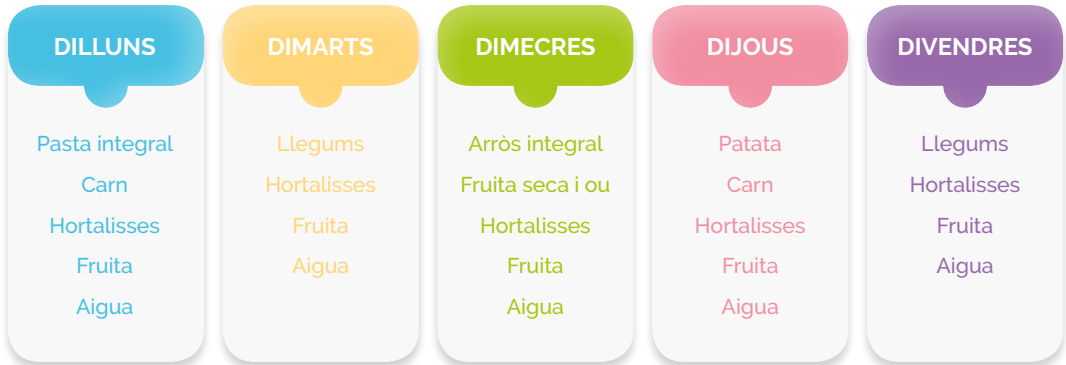 DILLUNS
Pasta integral
Carn
Hortalisses
Fruita
Aigua
DIMARTS
Llegums
Hortalisses
Fruita
Aigua
DIMECRES
Arròs integral
Fruita seca i ou
Hortalisses
Fruita
Aigua
DIJOUS
Patata
Carn
Hortalisses
Fruita
Aigua
DIVENDRES
Llegums
Hortalisses
Fruita
Aigua